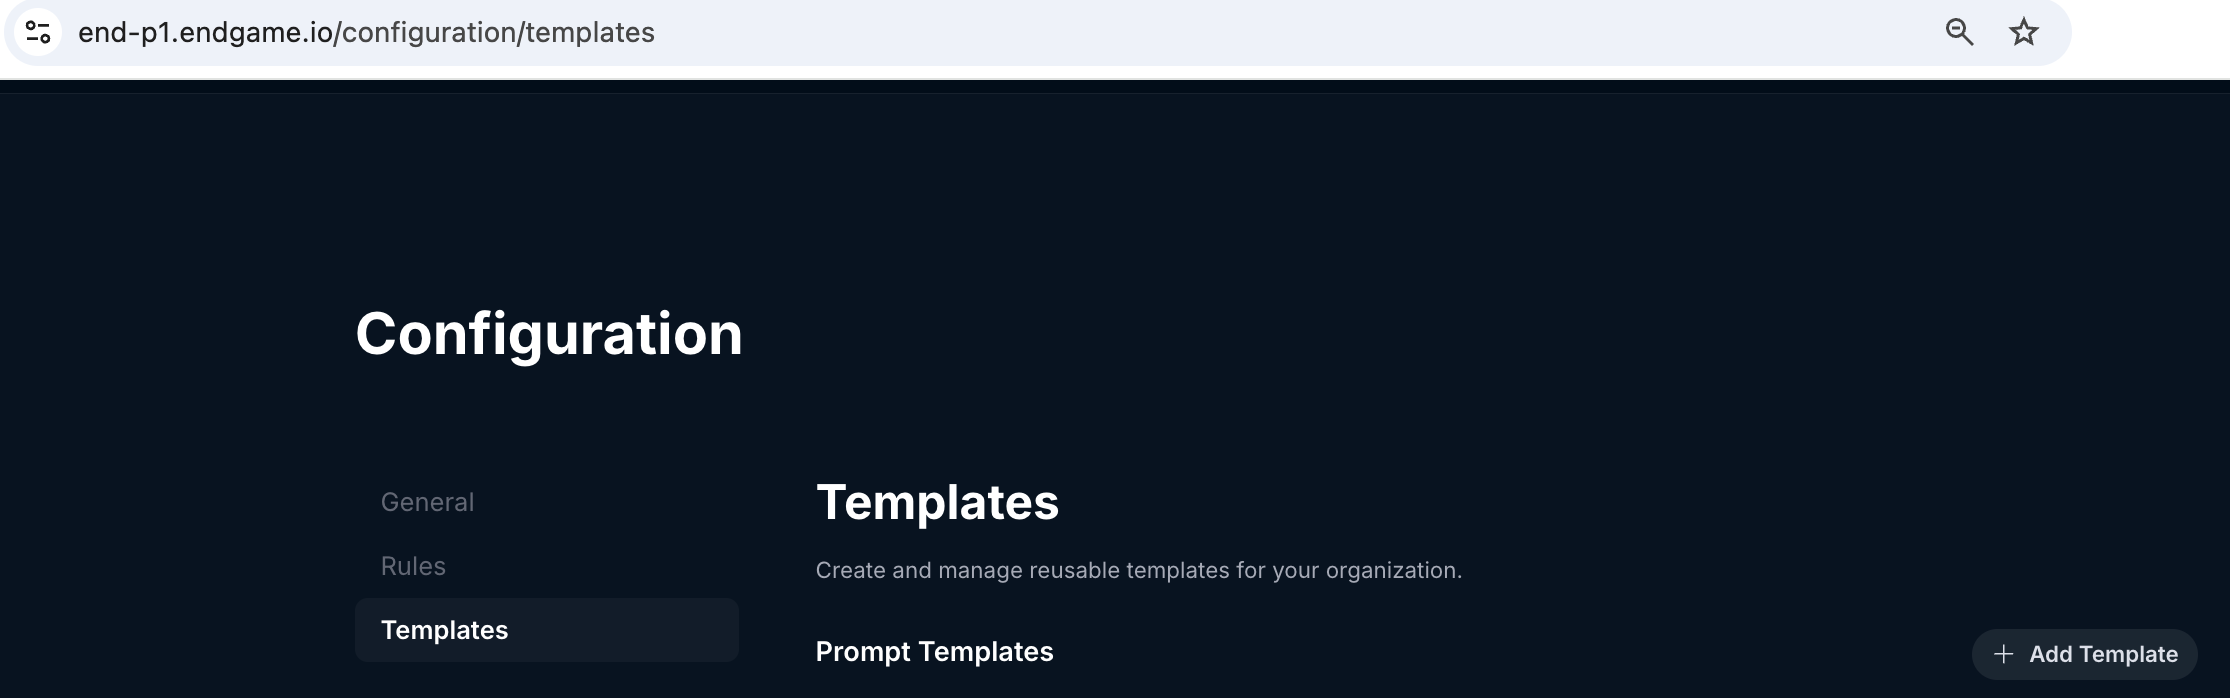 end-p1.endgame.io/configuration/templates
Configuration
General
Rules
Templates
Templates
Create and manage reusable templates for your organization.
Prompt Templates
Add Template